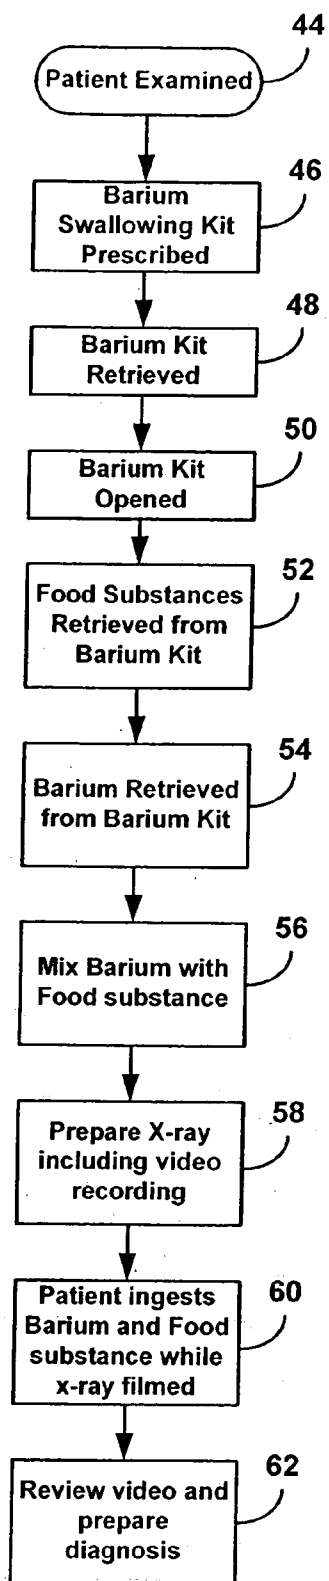 44
Patient Examined
46
Barium
Swallowing Kit
Prescribed
48
Barium Kit
Retrieved
50
Barium Kit
Opened
52
Food Substances
Retrieved from
Barium Kit
54
Barium Retrieved
from Barium Kit
56
Mix Barium with
Food substance
58
Prepare X-ray
including video
recording
60
Patient ingests
Barium and Food
substance while
x-ray filmed
62
Review video and
prepare
diagnosis